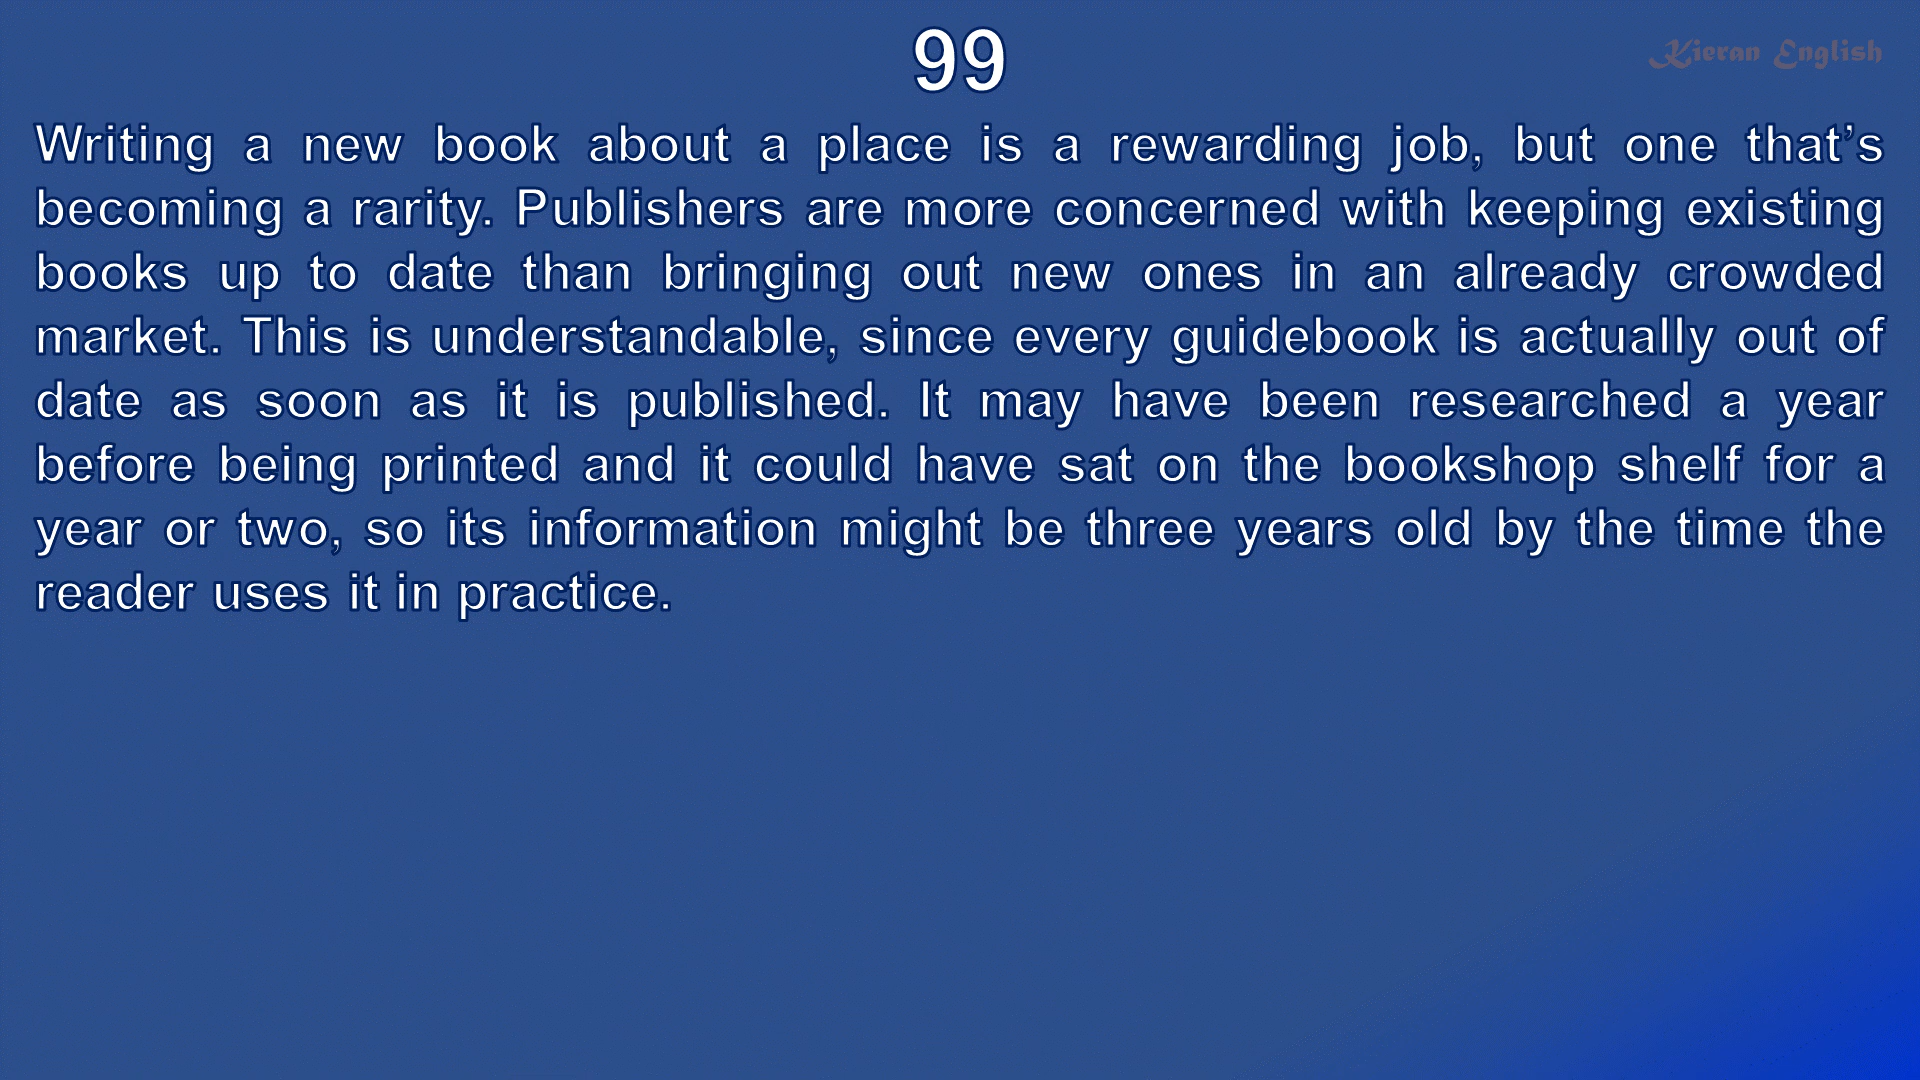 99
Kieran English
Writing a new book about a place is a rewarding job, but one that’s
becoming a rarity. Publishers are more concerned with keeping existing
books up to date than bringing out new ones in an already crowded
market. This is understandable, since every guidebook is actually out of
date as soon as it is published. It may have been researched a year
before being printed and it could have sat on the bookshop shelf for a
year or two, so its information might be three years old by the time the
reader uses it in practice.